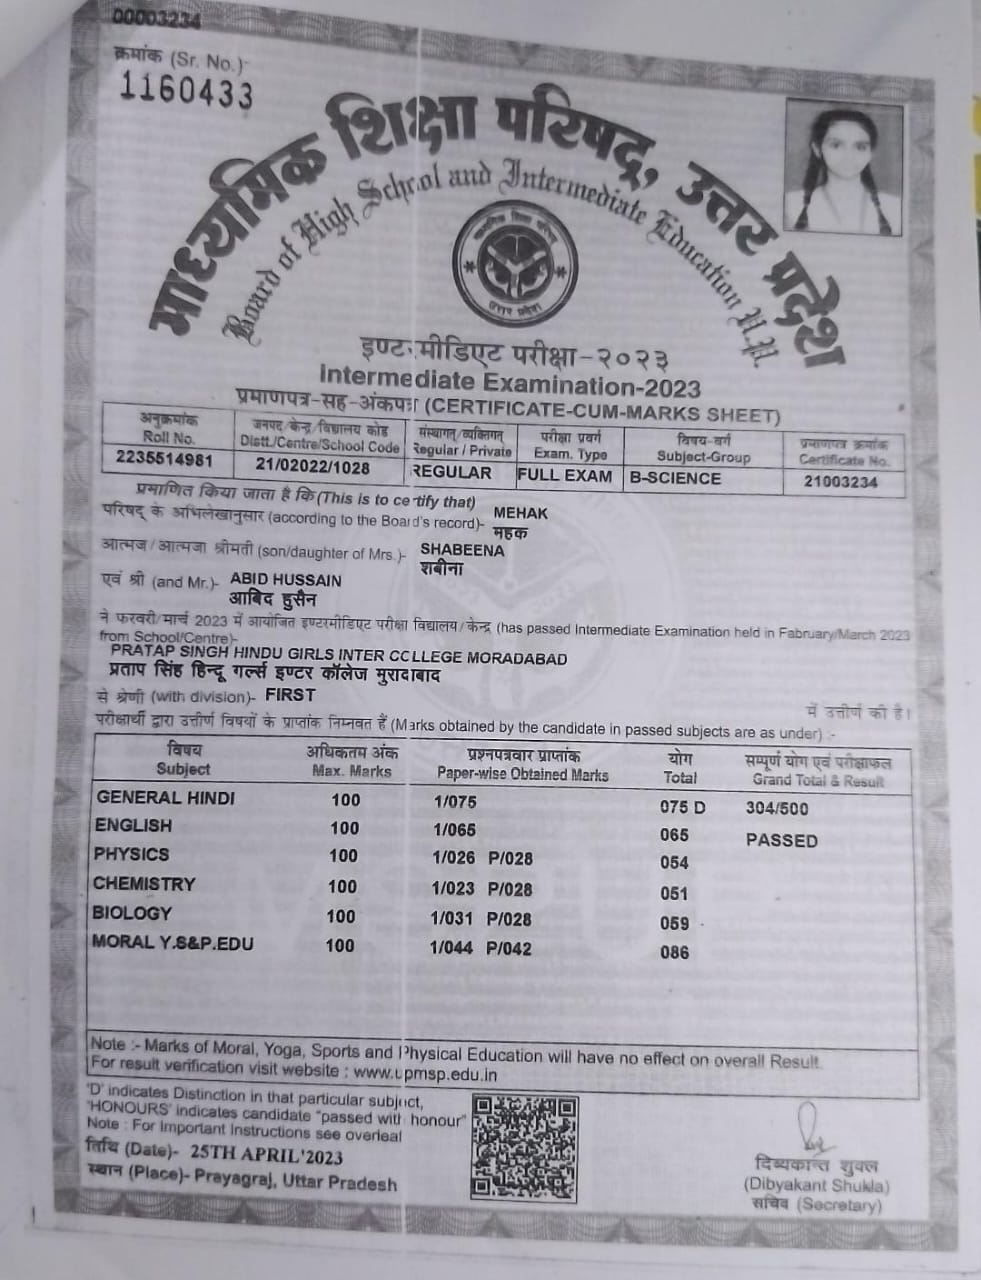 00003234
क्रमांक (Sr. No.)-
1160433
माध्यमिक शिक्षा परिषद्, उत्तर प्रदेश
Board of High School and Intermediate Education U.P.
इण्टरमीडिएट परीक्षा-२०२३
Intermediate Examination-2023
प्रमाणपत्र-सह-अंकपत्र (CERTIFICATE-CUM-MARKS SHEET)
अनुक्रमांक जनपद/केन्द्र/विद्यालय कोड संस्थागत/व्यक्तिगत परीक्षा प्रवर्ग विषय-वर्ग प्रमाणपत्र क्रमांक
Roll No. Distt./Centre/School Code Regular / Private Exam. Type Subject-Group Certificate No.
2235514981 21/02022/1028 REGULAR FULL EXAM B-SCIENCE 21003234
प्रमाणित किया जाता है कि (This is to certify that)
परिषद् के अभिलेखानुसार (according to the Board's record)- MEHAK
महक
आत्मज/आत्मजा श्रीमती (son/daughter of Mrs.)- SHABEENA
शबीना
एवं श्री (and Mr.)- ABID HUSSAIN
आबिद हुसैन
ने फरवरी/मार्च 2023 में आयोजित इण्टरमीडिएट परीक्षा विद्यालय/केन्द्र (has passed Intermediate Examination held in Fabruary/March 2023
from School/Centre)-
PRATAP SINGH HINDU GIRLS INTER COLLEGE MORADABAD
प्रताप सिंह हिन्दू गर्ल्स इण्टर कॉलेज मुरादाबाद
से श्रेणी (with division)- FIRST में उत्तीर्ण की है।
परीक्षार्थी द्वारा उत्तीर्ण विषयों के प्राप्तांक निम्नवत हैं (Marks obtained by the candidate in passed subjects are as under) :-
विषय अधिकतम अंक प्रश्नपत्रवार प्राप्तांक योग सम्पूर्ण योग एवं परीक्षाफल
Subject Max. Marks Paper-wise Obtained Marks Total Grand Total & Result
GENERAL HINDI 100 1/075 075 D 304/500
ENGLISH 100 1/065 065 PASSED
PHYSICS 100 1/026 P/028 054
CHEMISTRY 100 1/023 P/028 051
BIOLOGY 100 1/031 P/028 059
MORAL Y.S&P.EDU 100 1/044 P/042 086
Note :- Marks of Moral, Yoga, Sports and Physical Education will have no effect on overall Result.
For result verification visit website : www.upmsp.edu.in
'D' indicates Distinction in that particular subject,
'HONOURS' indicates candidate "passed with honour"
Note : For Important Instructions see overleaf
तिथि (Date)- 25TH APRIL'2023
स्थान (Place)- Prayagraj, Uttar Pradesh
दिब्यकान्त शुक्ल
(Dibyakant Shukla)
सचिव (Secretary)